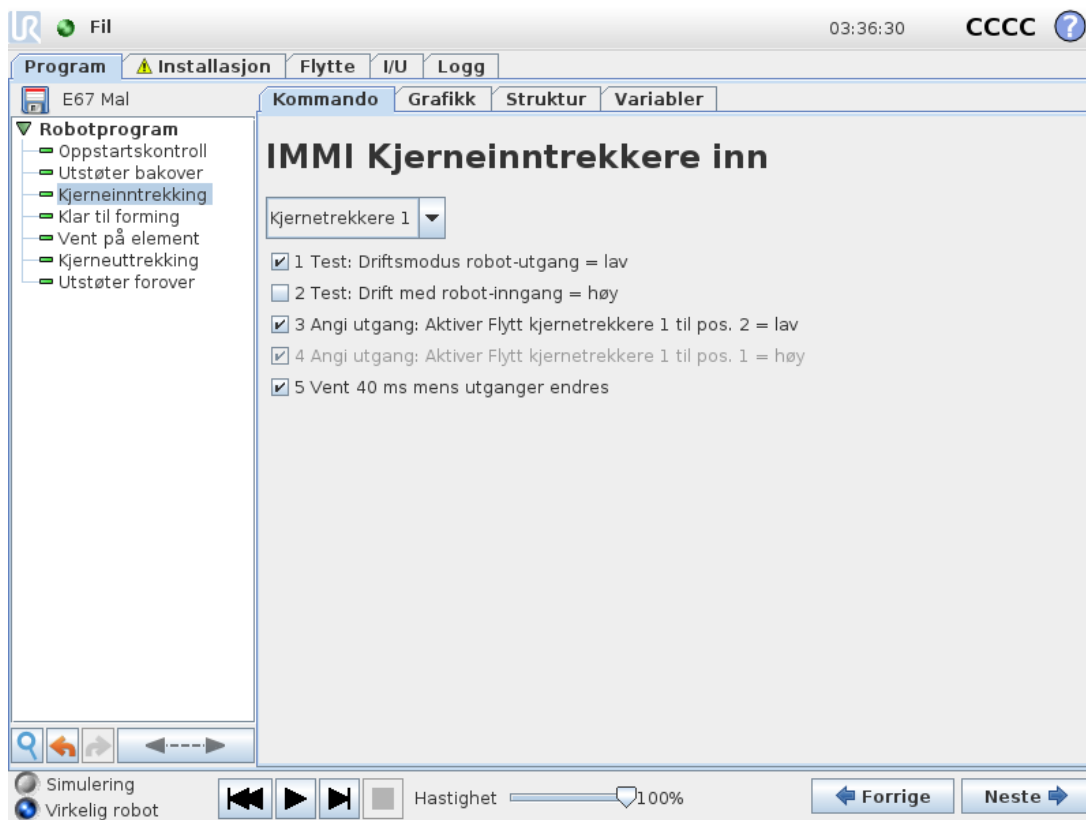 UR Fil 03:36:30 CCCC ?
Program Installasjon Flytte I/U Logg
E67 Mal Kommando Grafikk Struktur Variabler
Robotprogram
Oppstartskontroll
Utstøter bakover
Kjerneinntrekking
Klar til forming
Vent på element
Kjerneuttrekking
Utstøter forover
IMMI Kjerneinntrekkere inn
Kjernetrekkere 1
1 Test: Driftsmodus robot-utgang = lav
2 Test: Drift med robot-inngang = høy
3 Angi utgang: Aktiver Flytt kjernetrekkere 1 til pos. 2 = lav
4 Angi utgang: Aktiver Flytt kjernetrekkere 1 til pos. 1 = høy
5 Vent 40 ms mens utganger endres
Simulering
Virkelig robot
Hastighet 100%
Forrige Neste